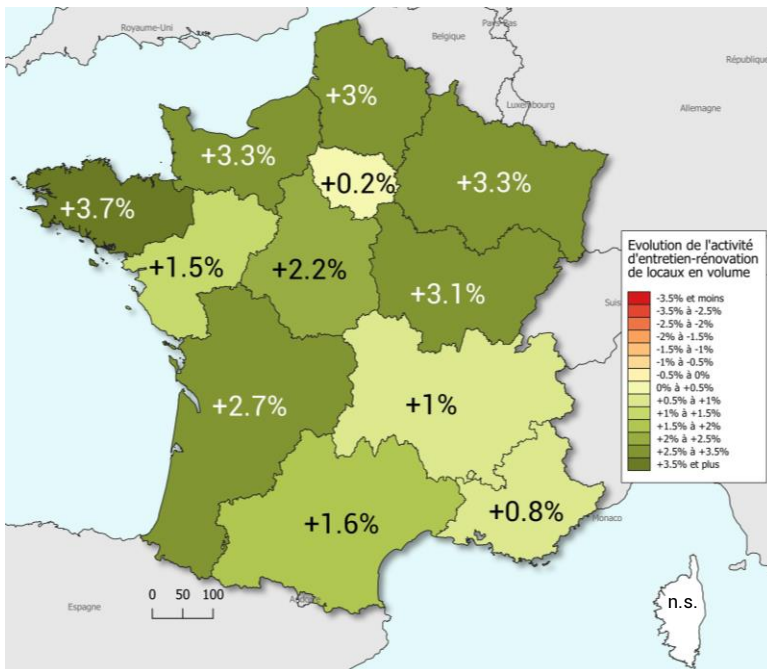 Royaume-Uni
Pays-Bas
Belgique
République
Luxembourg
Allemagne
+3%
+3.3%
+0.2%
+3.3%
+3.7%
+1.5%
+2.2%
+3.1%
Evolution de l'activité
d'entretien-rénovation
de locaux en volume
-3.5% et moins
-3.5% à -2.5%
-2.5% à -2%
-2% à -1.5%
-1.5% à -1%
-1% à -0.5%
-0.5% à 0%
0% à +0.5%
+0.5% à +1%
+1% à +1.5%
+1.5% à +2%
+2% à +2.5%
+2.5% à +3.5%
+3.5% et plus
Suis
+2.7%
+1%
+1.6%
+0.8%
Monaco
0 50 100
Espagne
Andorre
n.s.